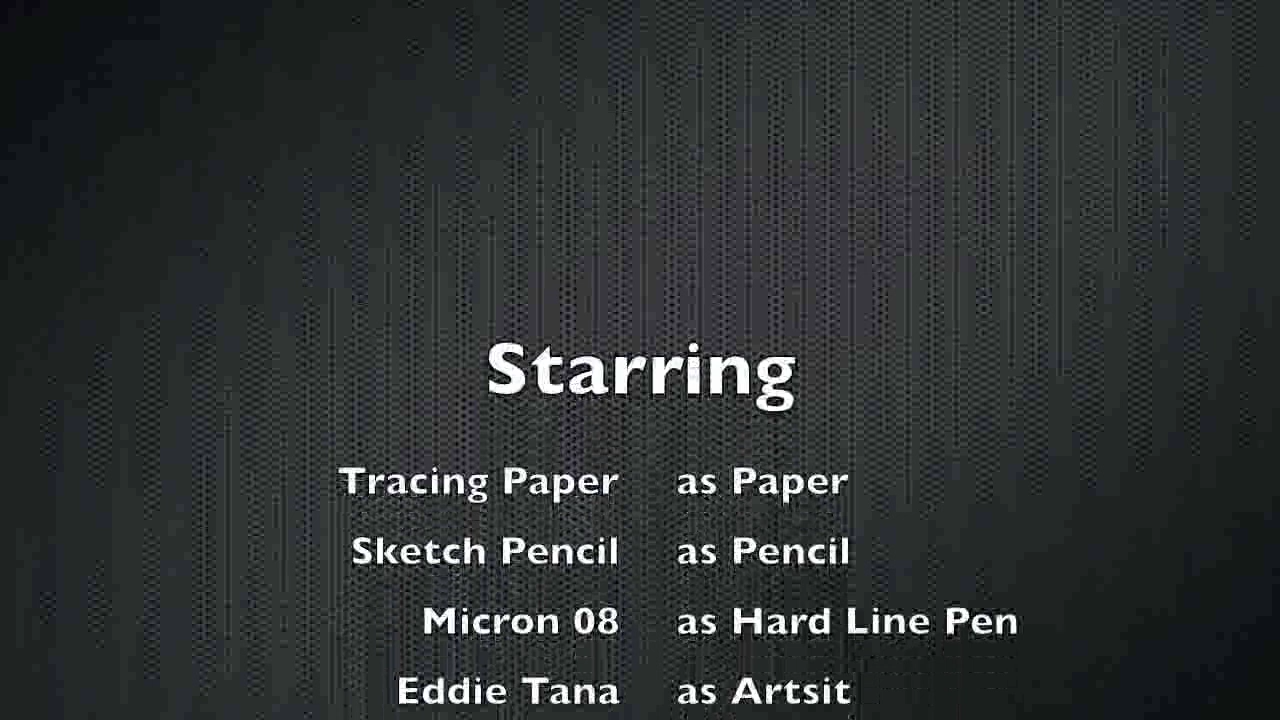 Starring
Tracing Paper as Paper
Sketch Pencil as Pencil
Micron 08 as Hard Line Pen
Eddie Tana as Artsit